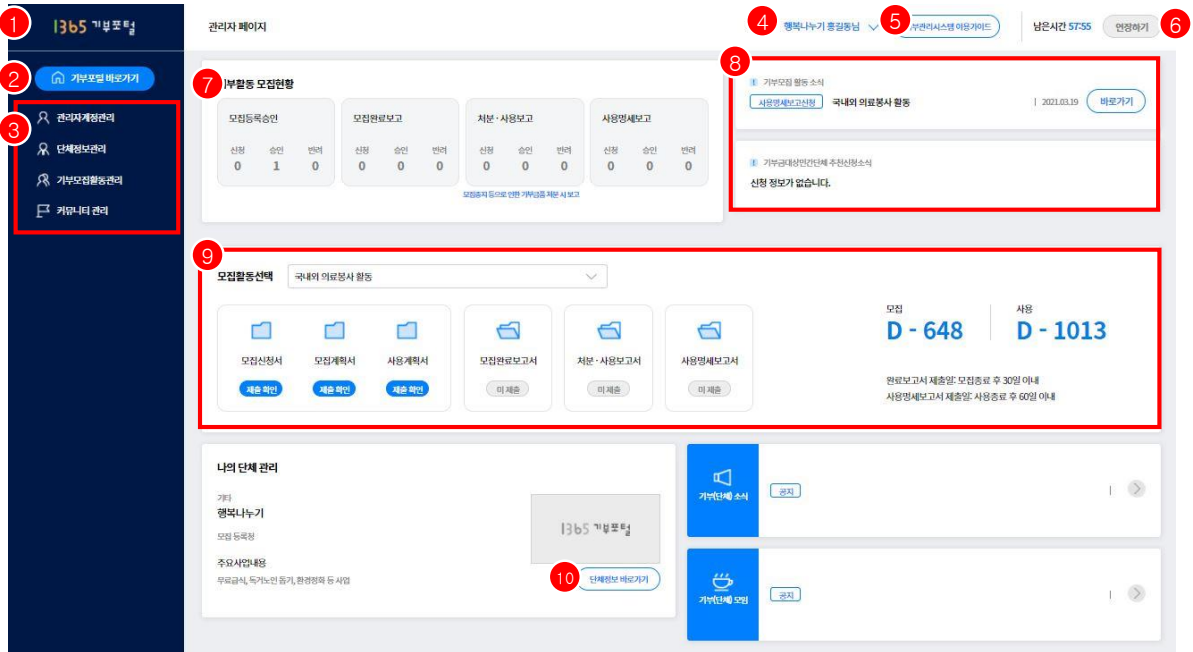 1
1365 기부포털
관리자 페이지
4
행복나누기 홍길동님
5
부관리시스템 이용가이드
남은시간 57:55
연장하기
6
2
기부포털 바로가기
3
관리자계정관리
단체정보관리
기부모집활동관리
커뮤니티 관리
7
기부활동 모집현황
모집등록승인
신청 승인 반려
0 1 0
모집완료보고
신청 승인 반려
0 0 0
처분 · 사용보고
신청 승인 반려
0 0 0
모집중지 등으로 인한 기부금품 처분 시 보고
사용명세보고
신청 승인 반려
0 0 0
8
기부모집 활동 소식
사용명세보고신청 국내외 의료봉사 활동 | 2021.03.19 바로가기
기부금대상민간단체 추천신청소식
신청 정보가 없습니다.
9
모집활동선택 국내외 의료봉사 활동
모집신청서 모집계획서 사용계획서 모집완료보고서 처분 · 사용보고서 사용명세보고서
제출 확인 제출 확인 제출 확인 미 제출 미 제출 미 제출
모집 사용
D - 648 D - 1013
완료보고서 제출일: 모집종료 후 30일 이내
사용명세보고서 제출일: 사용종료 후 60일 이내
나의 단체 관리
기타
행복나누기
모집 등록청
주요사업내용
무료급식, 독거노인 돕기, 환경정화 등 사업
1365 기부포털
10
단체정보 바로가기
기부(단체) 소식
공지 |
기부(단체) 모임
공지 |